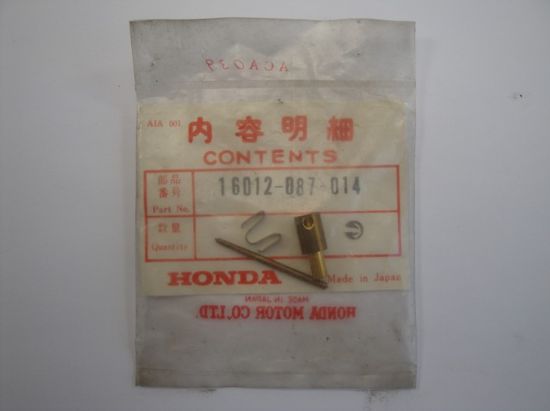 ACA039
AIA 601
内容明細
CONTENTS
部品
番号
Part No.
16012-087-014
数量
Quantity
HONDA
Made in Japan
MADE IN JAPAN
HONDA MOTOR CO., LTD.